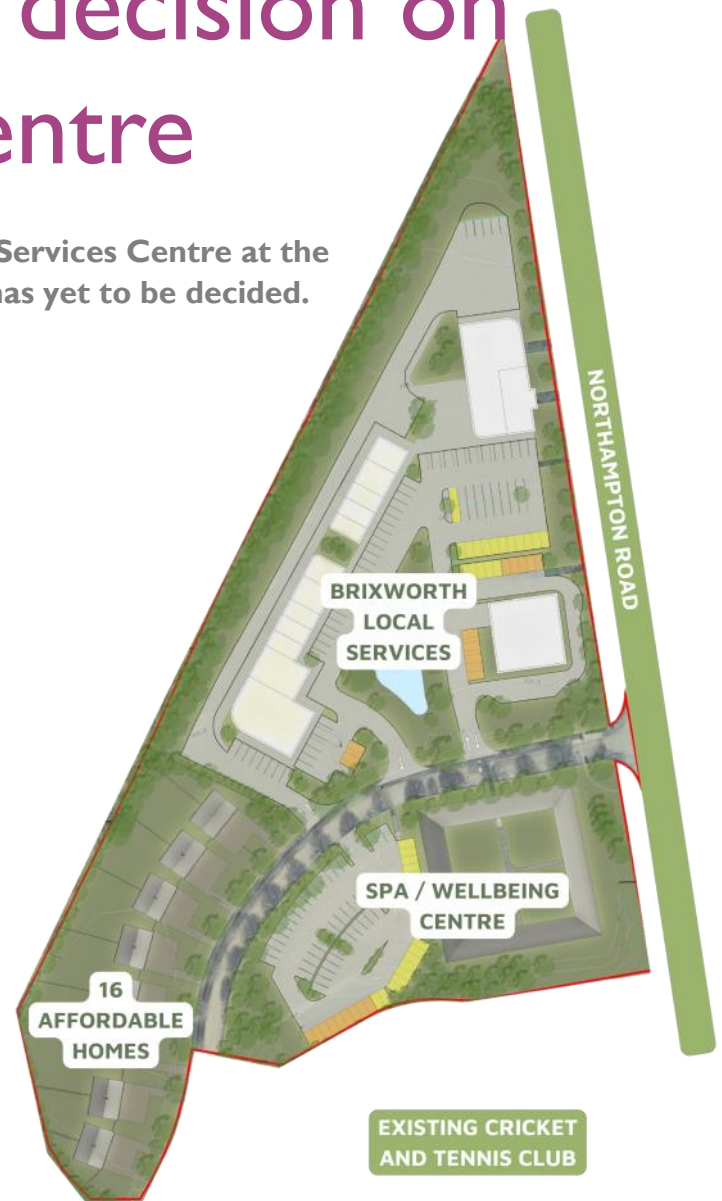 decision on
entre
Services Centre at the
has yet to be decided.
NORTHAMPTON ROAD
BRIXWORTH
LOCAL
SERVICES
SPA / WELLBEING
CENTRE
16
AFFORDABLE
HOMES
EXISTING CRICKET
AND TENNIS CLUB